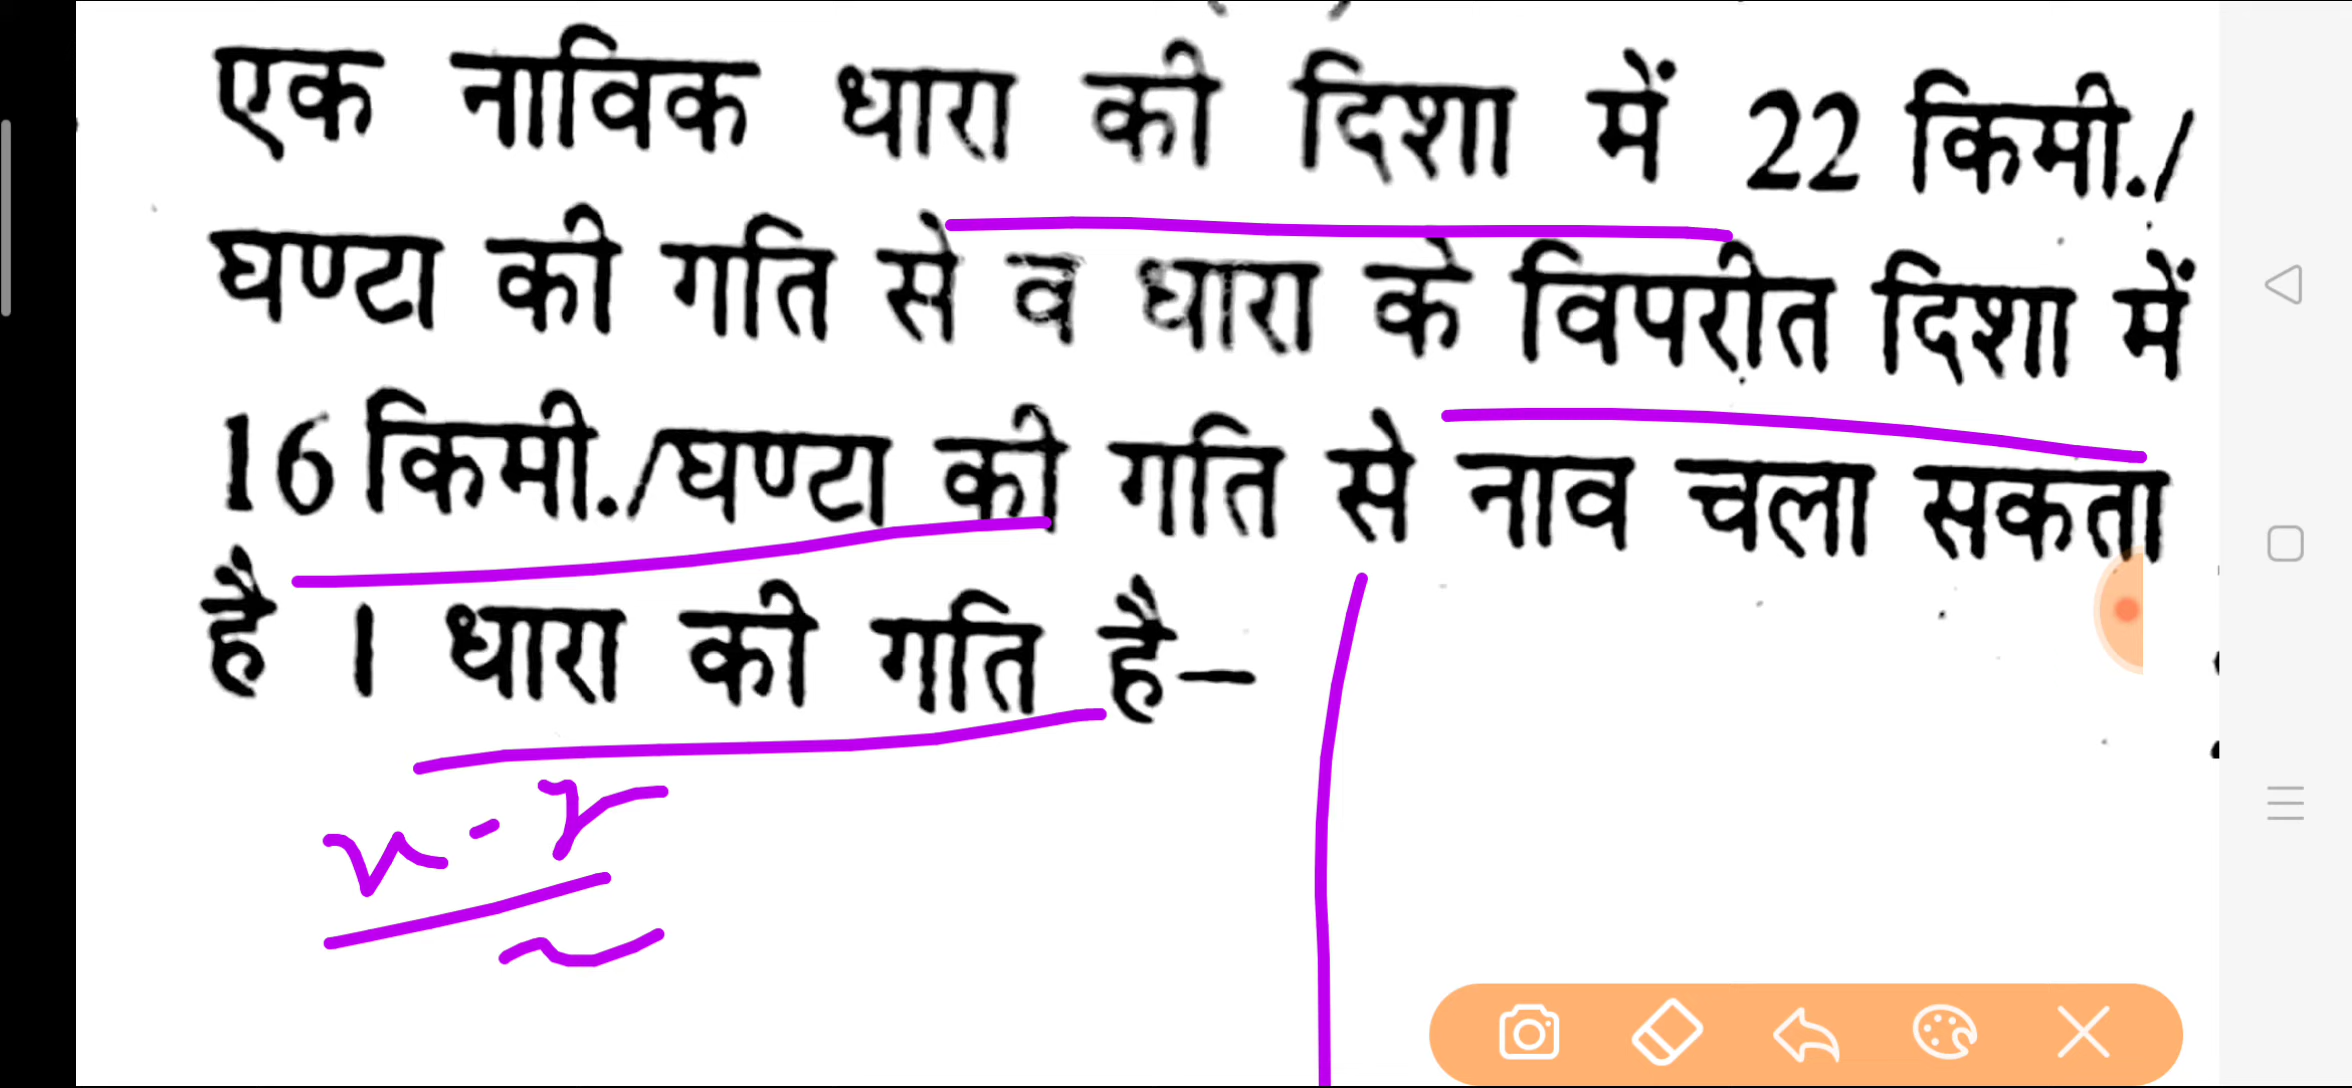 एक नाविक धारा की दिशा में 22 किमी./
घण्टा की गति से व धारा के विपरीत दिशा में
16 किमी./घण्टा की गति से नाव चला सकता
है । धारा की गति है–
x - y